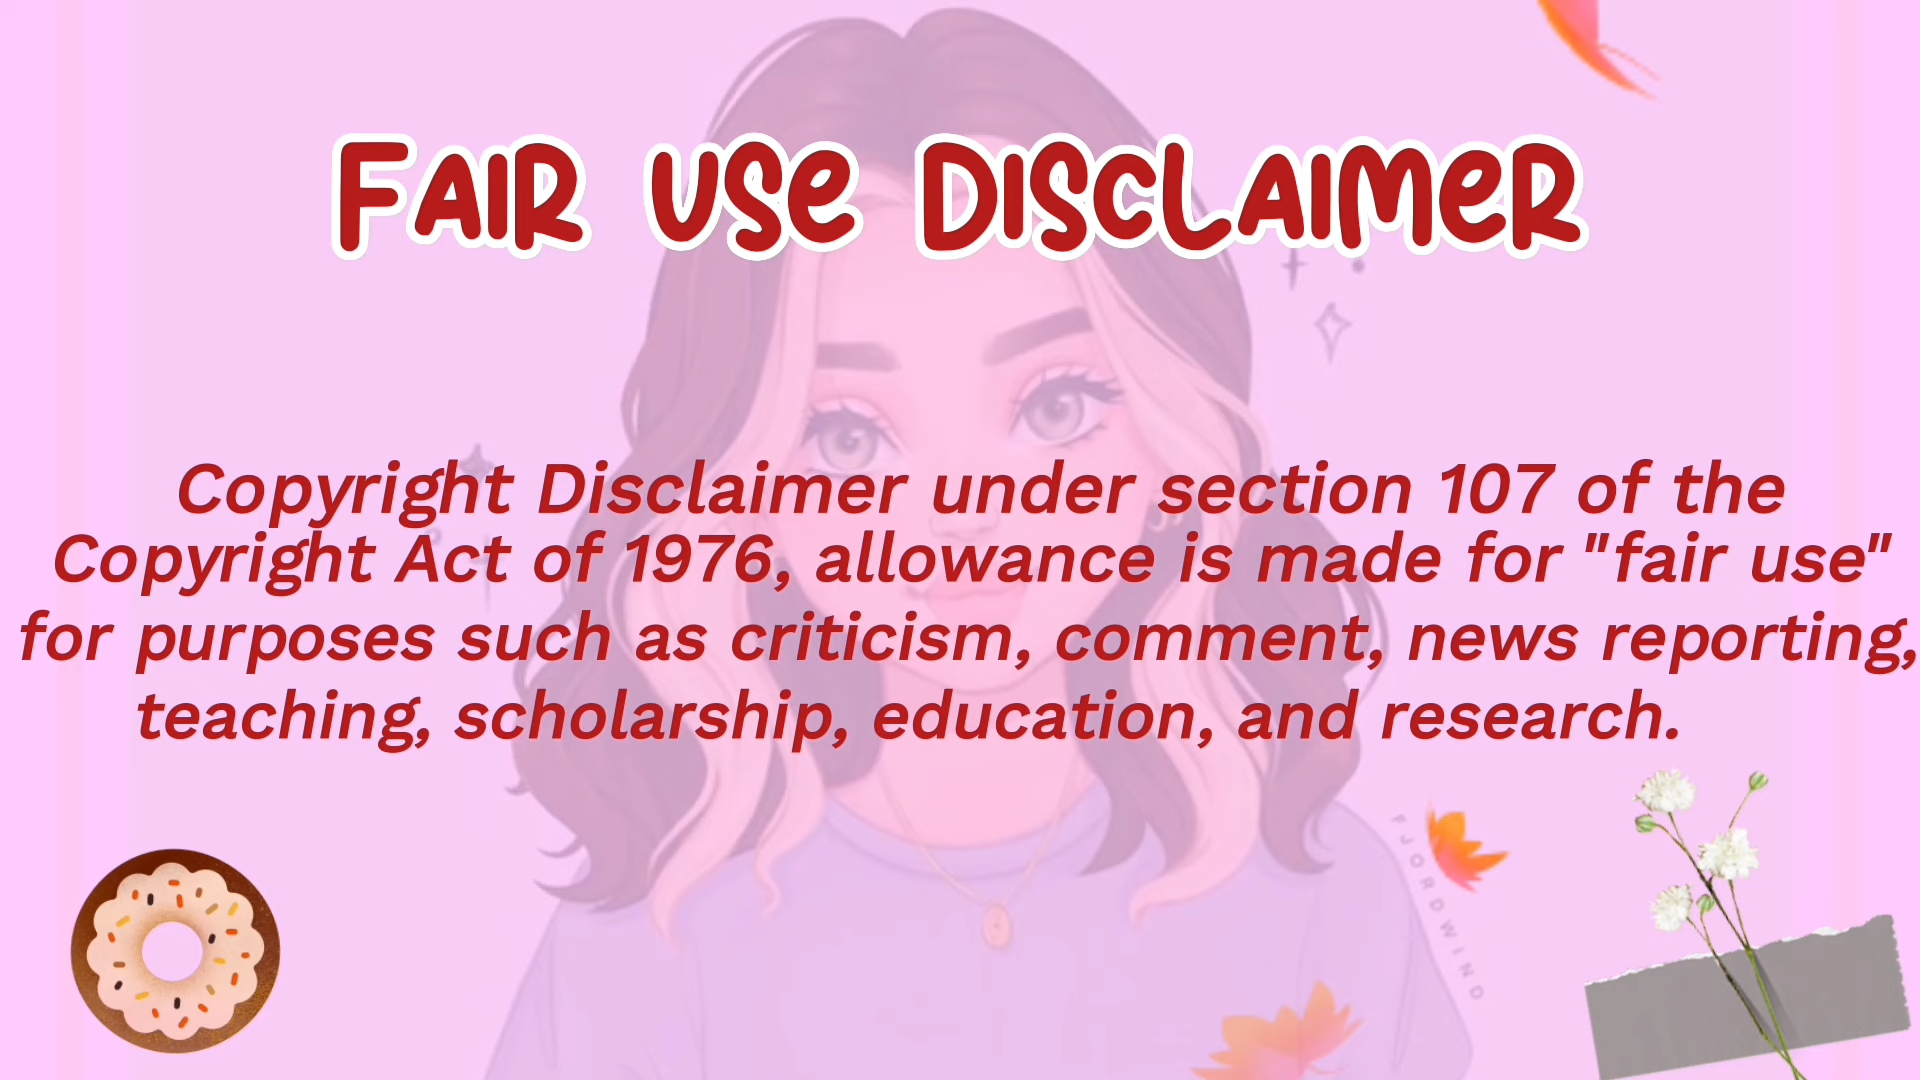 FAIR USE DISCLAIMER
Copyright Disclaimer under section 107 of the
Copyright Act of 1976, allowance is made for "fair use"
for purposes such as criticism, comment, news reporting,
teaching, scholarship, education, and research.
FJORDWIND